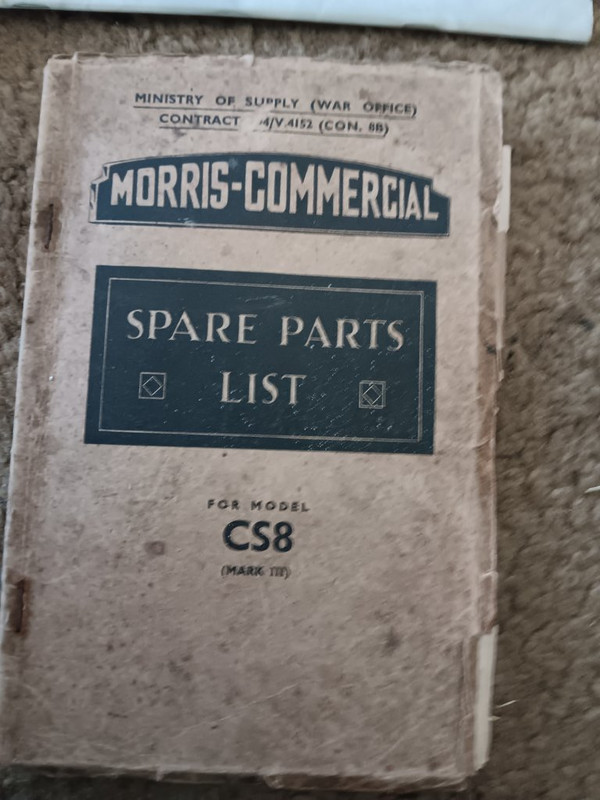 MINISTRY OF SUPPLY (WAR OFFICE)
CONTRACT 4/V.4152 (CON. 8B)
MORRIS-COMMERCIAL
SPARE PARTS
LIST
FOR MODEL
CS8
(MARK III)